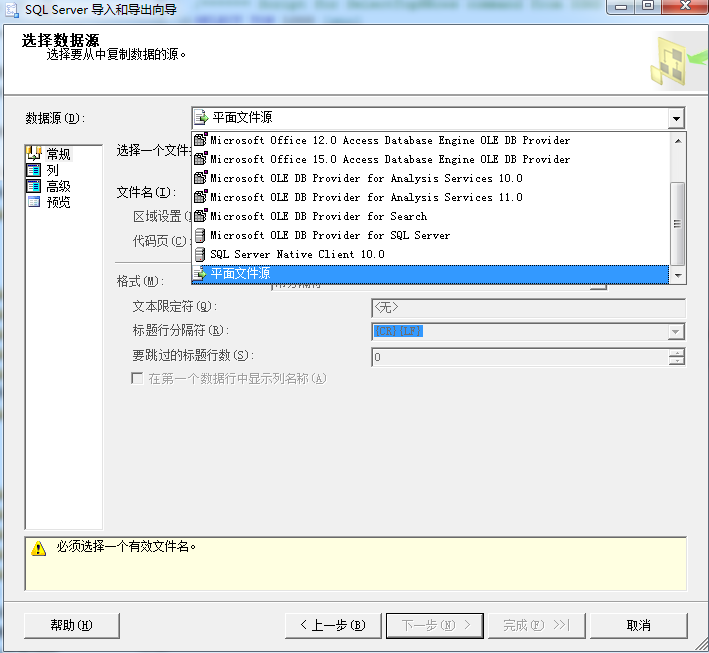 SQL Server 导入和导出向导
选择数据源
选择要从中复制数据的源。
数据源(D):
平面文件源
Microsoft Office 12.0 Access Database Engine OLE DB Provider
Microsoft Office 15.0 Access Database Engine OLE DB Provider
Microsoft OLE DB Provider for Analysis Services 10.0
Microsoft OLE DB Provider for Analysis Services 11.0
Microsoft OLE DB Provider for Search
Microsoft OLE DB Provider for SQL Server
SQL Server Native Client 10.0
平面文件源
常规
列
高级
预览
选择一个文件
文件名(I):
区域设置(
代码页(C)
格式(M):
文本限定符(Q):
<无>
标题行分隔符(R):
{CR}{LF}
要跳过的标题行数(S):
0
在第一个数据行中显示列名称(A)
必须选择一个有效文件名。
帮助(H)
< 上一步(B)
下一步(N) >
完成(F) >>|
取消